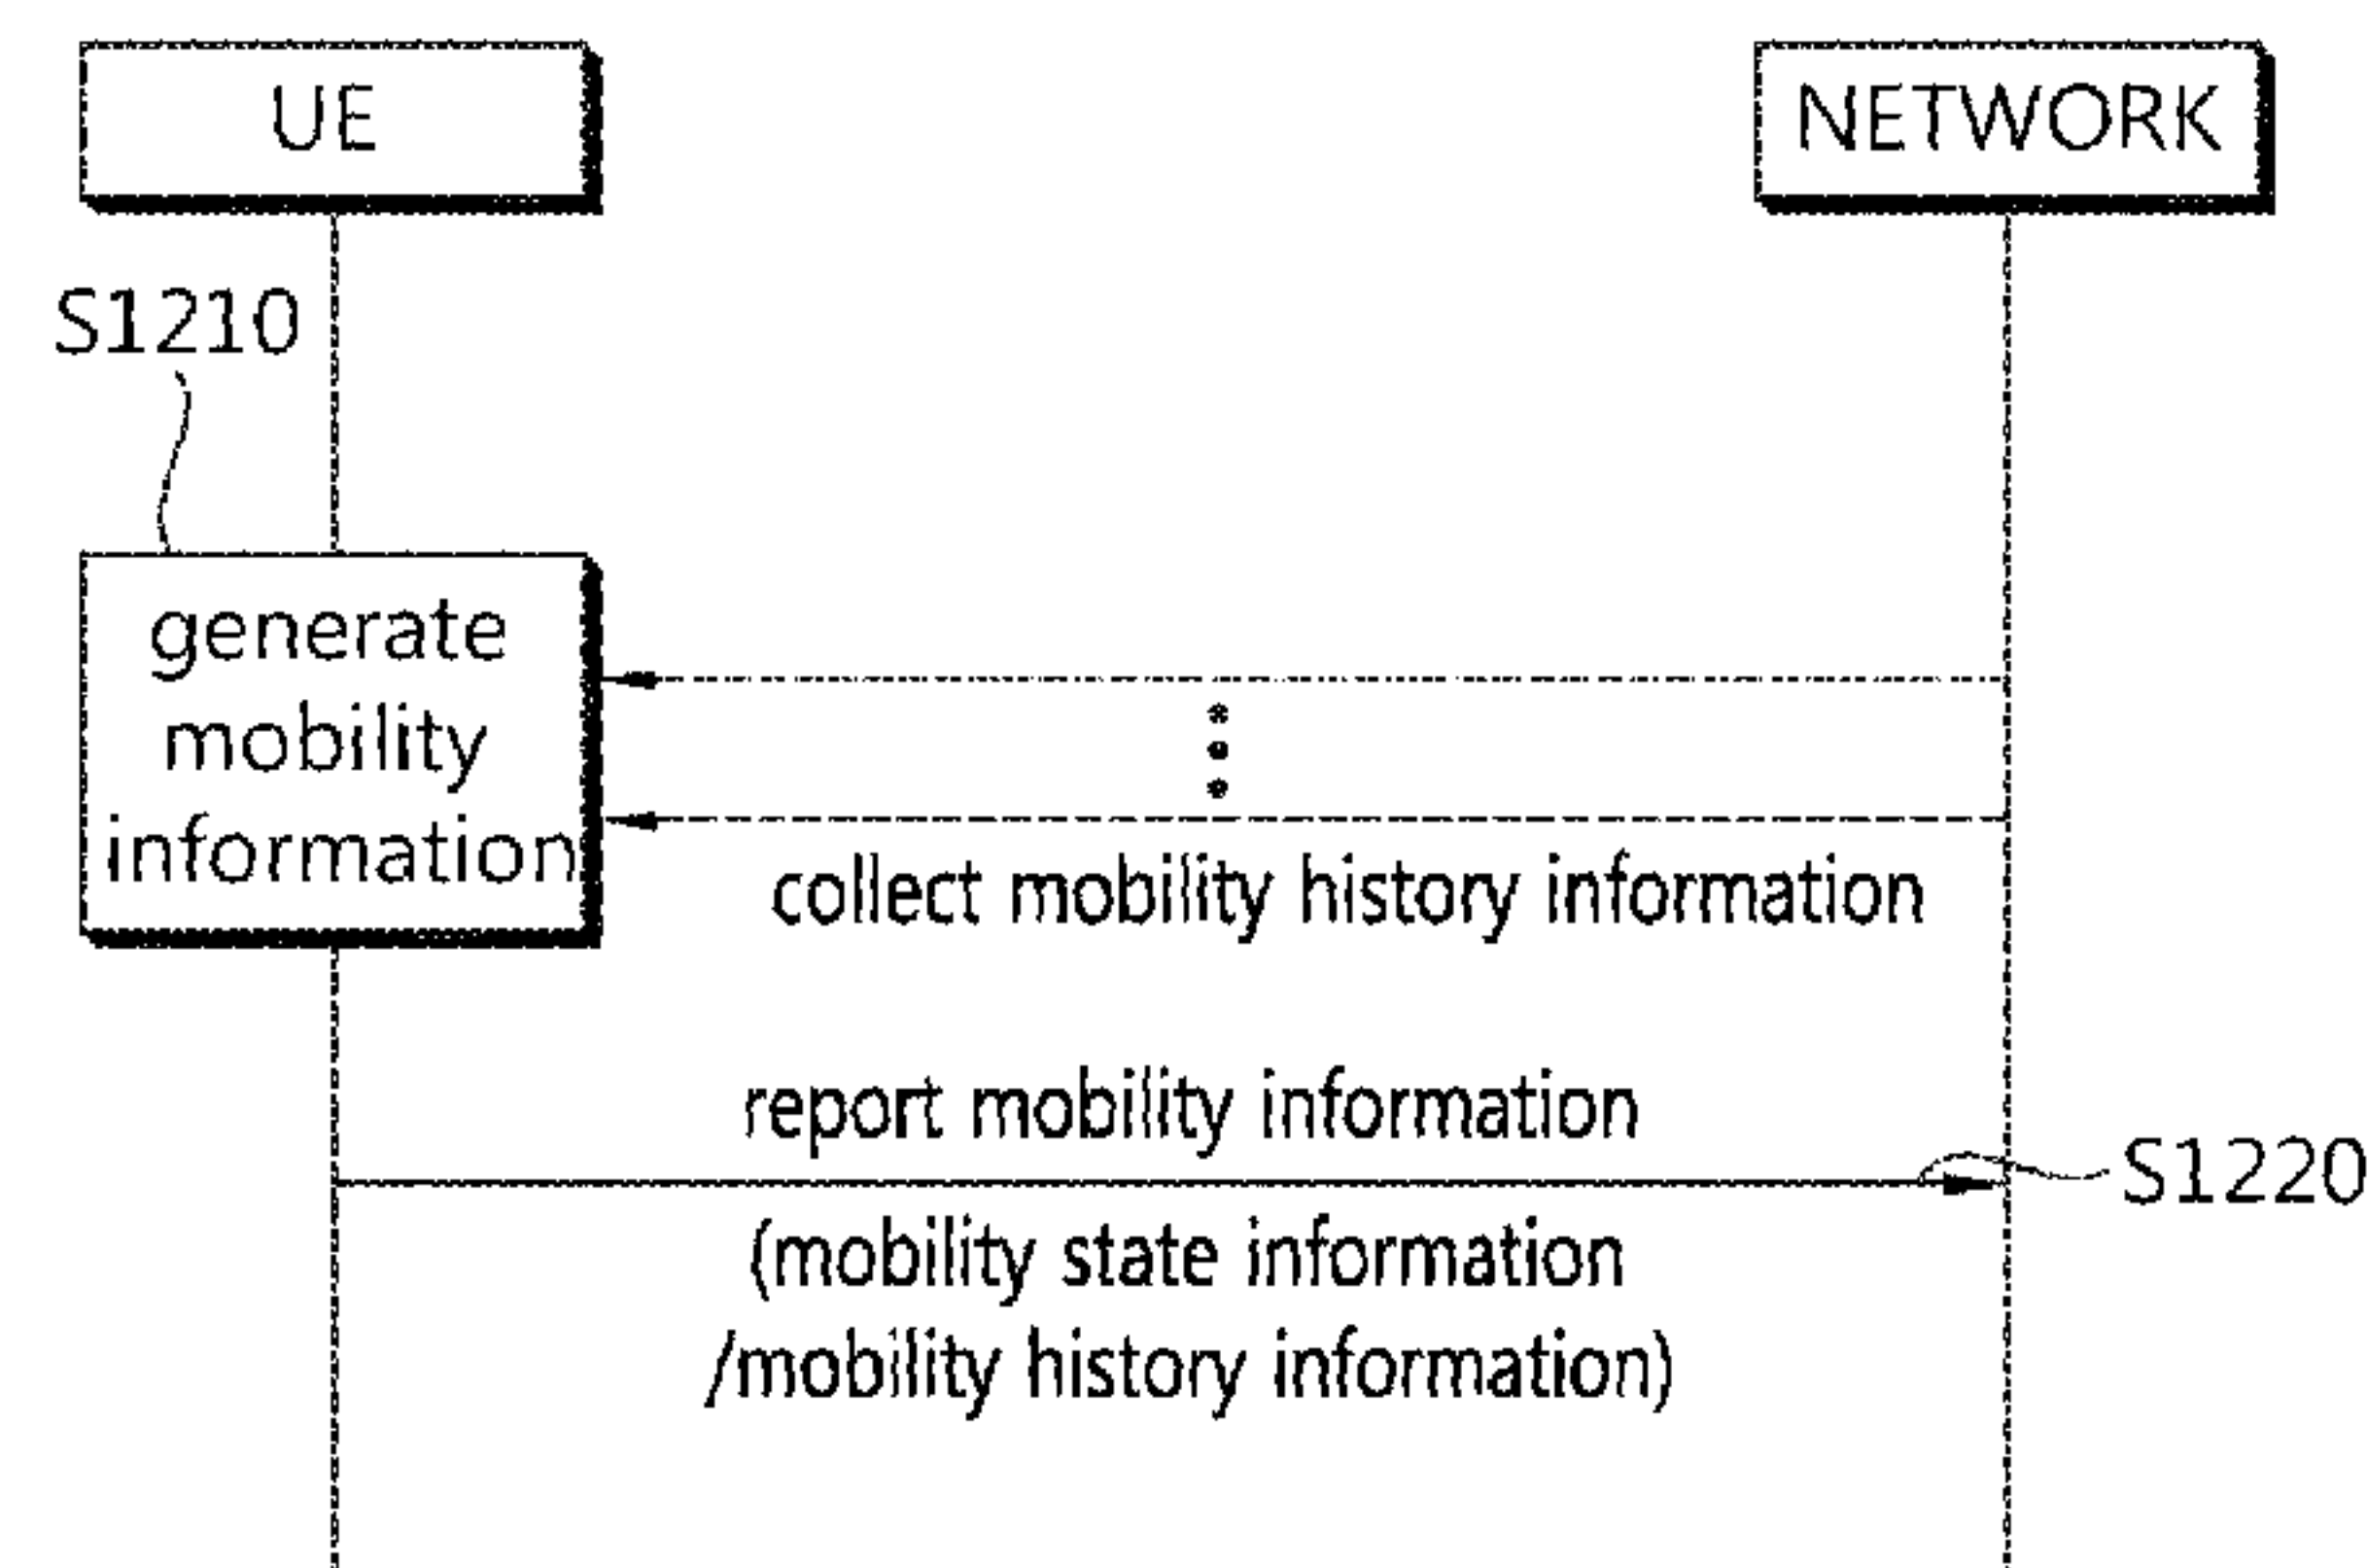 UE
NETWORK
S1210
generate
mobility
information
collect mobility history information
report mobility information
S1220
(mobility state information
/mobility history information)